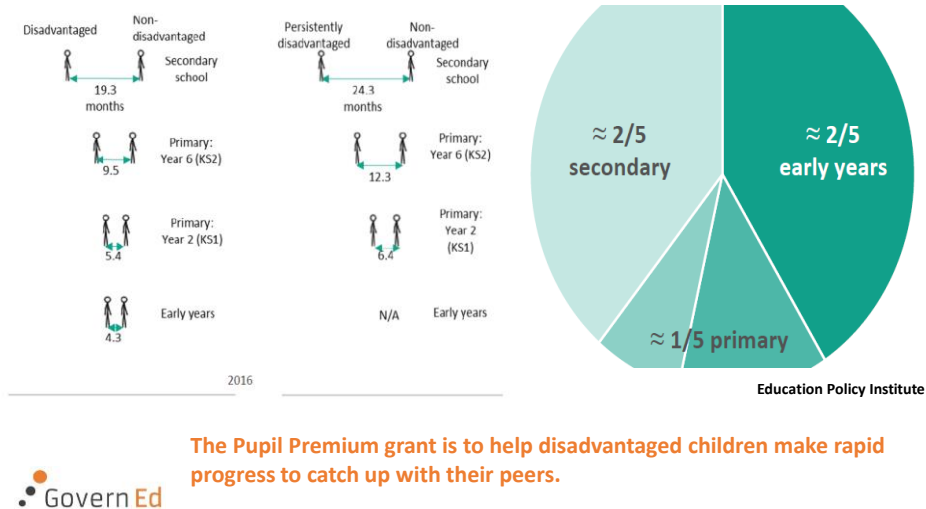 Disadvantaged
Non-
disadvantaged
Secondary
school
19.3
months
Primary:
Year 6 (KS2)
9.5
Primary:
Year 2 (KS1)
5.4
Early years
4.3
Persistently
disadvantaged
Non-
disadvantaged
Secondary
school
24.3
months
Primary:
Year 6 (KS2)
12.3
Primary:
Year 2
(KS1)
6.4
N/A
Early years
2016
≈ 2/5
secondary
≈ 2/5
early years
≈ 1/5 primary
Education Policy Institute
The Pupil Premium grant is to help disadvantaged children make rapid
progress to catch up with their peers.
Govern Ed